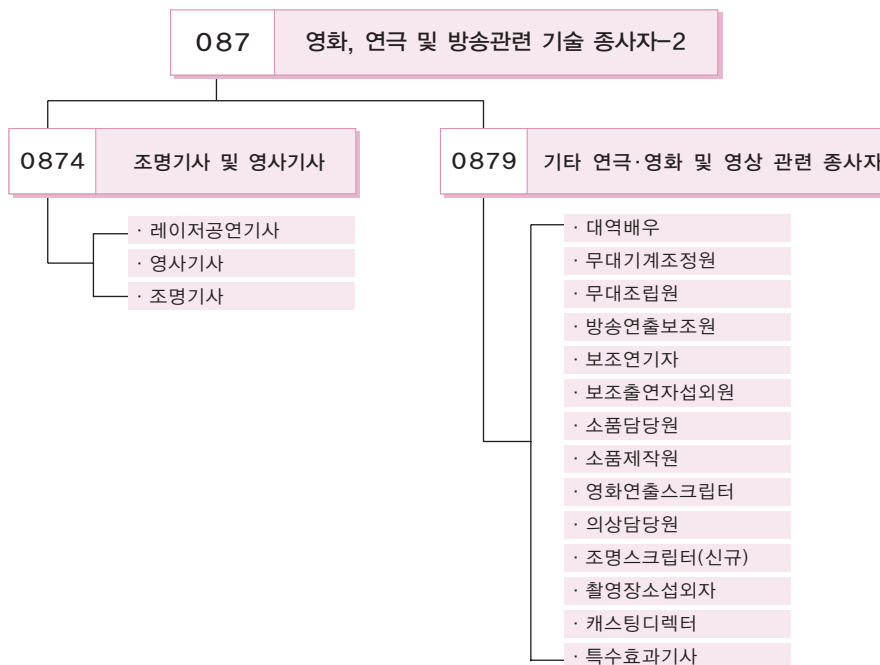 087 영화, 연극 및 방송관련 기술 종사자-2
0874 조명기사 및 영사기사
· 레이저공연기사
· 영사기사
· 조명기사
0879 기타 연극·영화 및 영상 관련 종사자
· 대역배우
· 무대기계조정원
· 무대조립원
· 방송연출보조원
· 보조연기자
· 보조출연자섭외원
· 소품담당원
· 소품제작원
· 영화연출스크립터
· 의상담당원
· 조명스크립터(신규)
· 촬영장소섭외자
· 캐스팅디렉터
· 특수효과기사